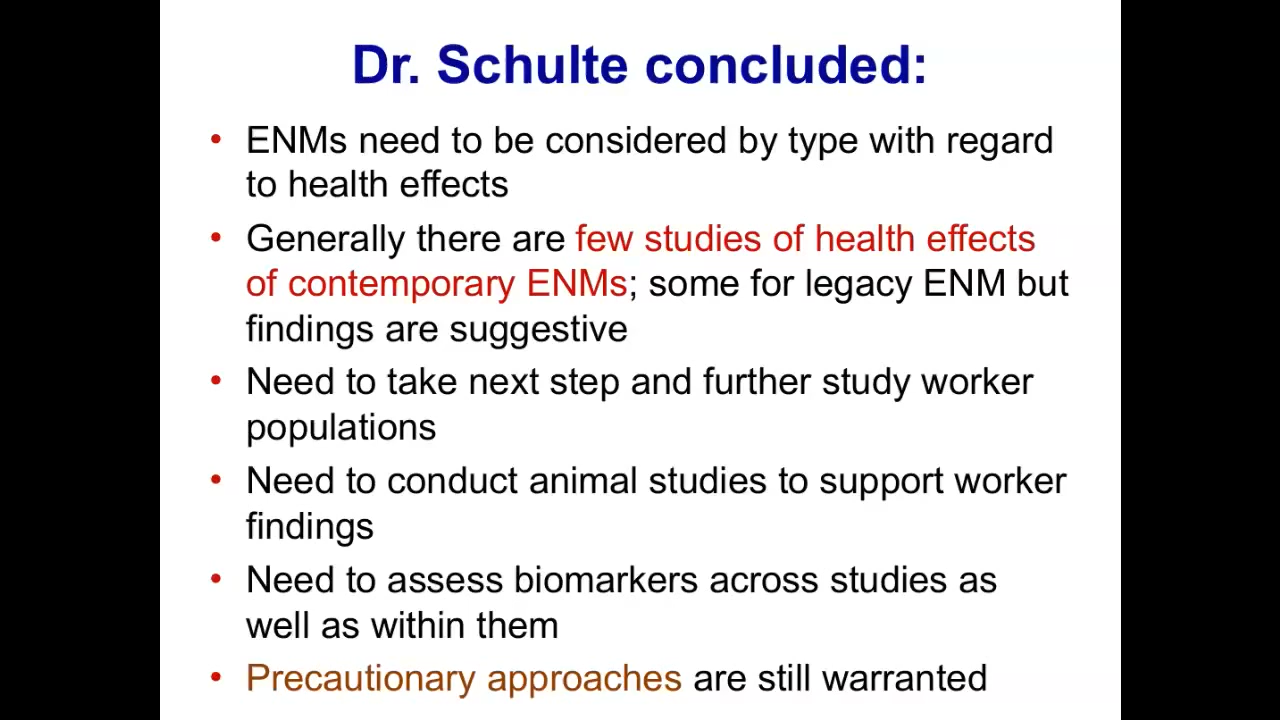 Dr. Schulte concluded:
• ENMs need to be considered by type with regard
to health effects
• Generally there are few studies of health effects
of contemporary ENMs; some for legacy ENM but
findings are suggestive
• Need to take next step and further study worker
populations
• Need to conduct animal studies to support worker
findings
• Need to assess biomarkers across studies as
well as within them
• Precautionary approaches are still warranted